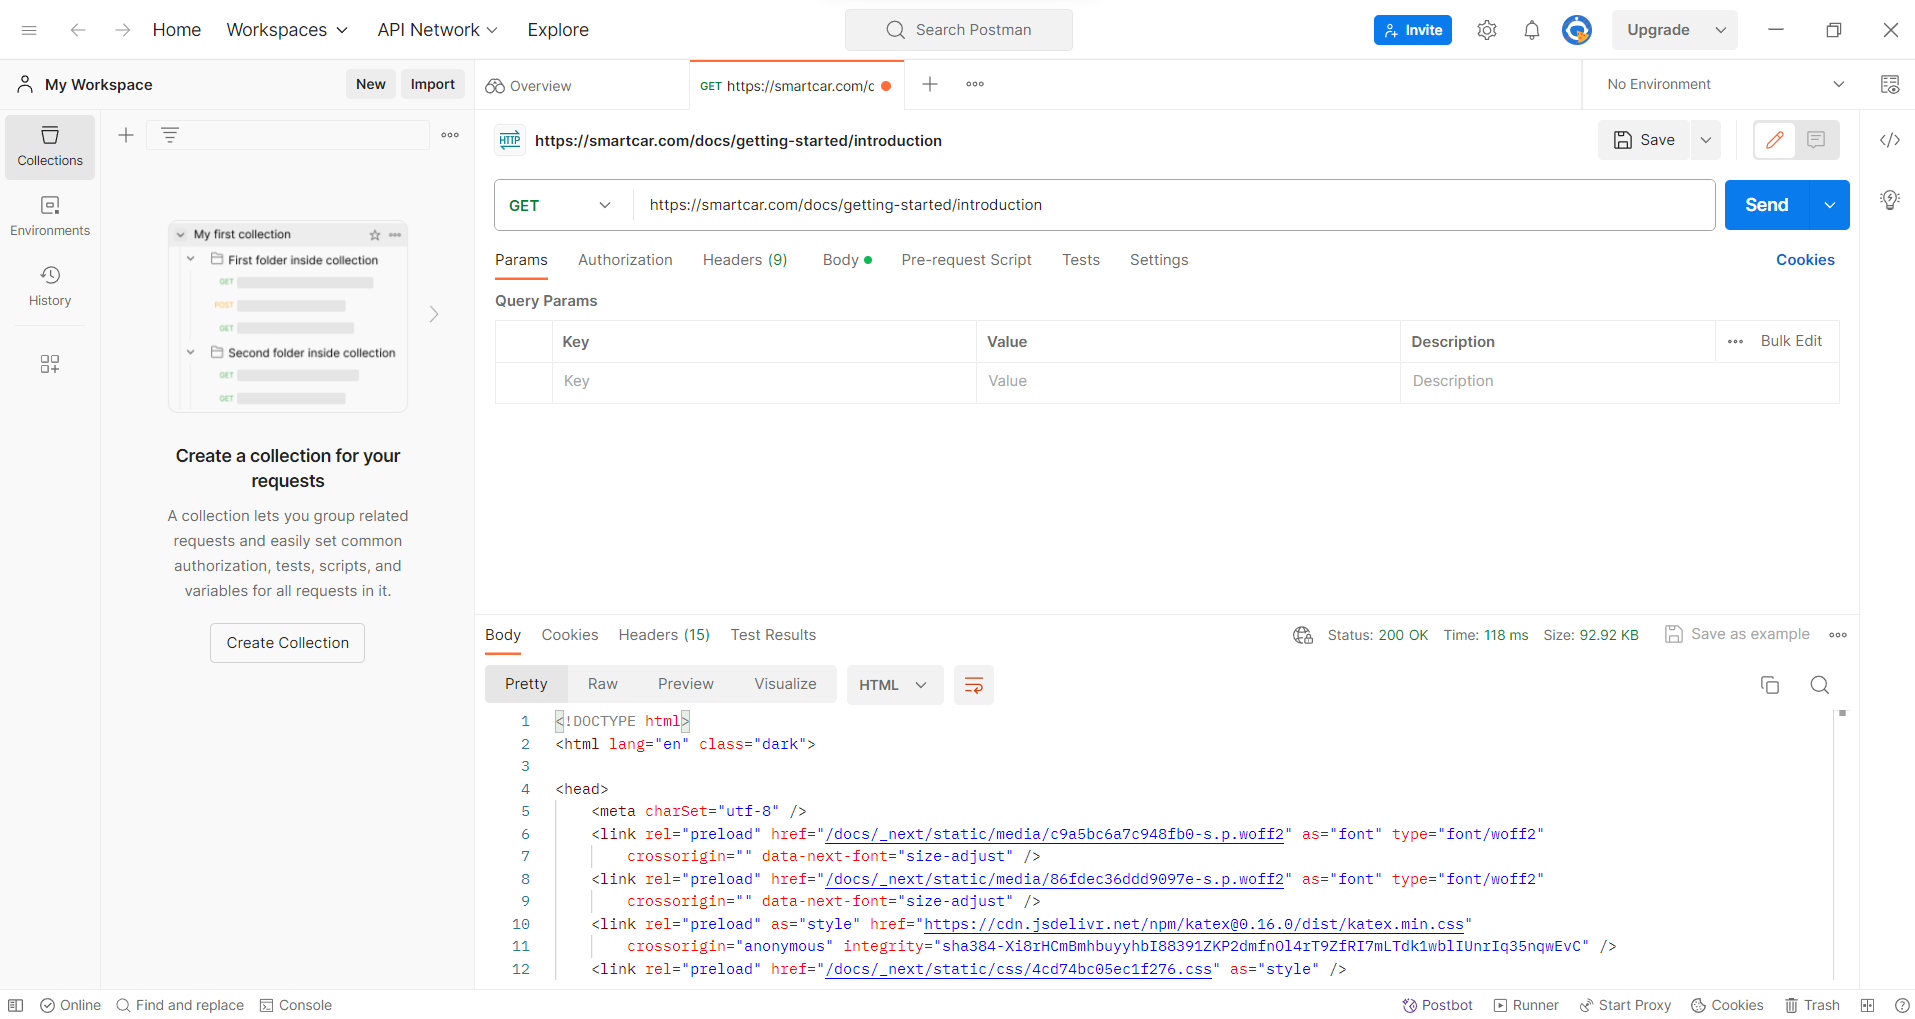 Home Workspaces API Network Explore Search Postman Invite Upgrade
My Workspace New Import Overview GET https://smartcar.com/c No Environment
Collections
Environments
History
My first collection
First folder inside collection
GET
POST
GET
Second folder inside collection
GET
GET
Create a collection for your
requests
A collection lets you group related
requests and easily set common
authorization, tests, scripts, and
variables for all requests in it.
Create Collection
HTTP https://smartcar.com/docs/getting-started/introduction Save
GET https://smartcar.com/docs/getting-started/introduction Send
Params Authorization Headers (9) Body Pre-request Script Tests Settings Cookies
Query Params
Key Value Description Bulk Edit
Key Value Description
Body Cookies Headers (15) Test Results Status: 200 OK Time: 118 ms Size: 92.92 KB Save as example
Pretty Raw Preview Visualize HTML
1 <!DOCTYPE html>
2 <html lang="en" class="dark">
3
4 <head>
5 <meta charSet="utf-8" />
6 <link rel="preload" href="/docs/_next/static/media/c9a5bc6a7c948fb0-s.p.woff2" as="font" type="font/woff2"
7 crossorigin="" data-next-font="size-adjust" />
8 <link rel="preload" href="/docs/_next/static/media/86fdec36ddd9097e-s.p.woff2" as="font" type="font/woff2"
9 crossorigin="" data-next-font="size-adjust" />
10 <link rel="preload" as="style" href="https://cdn.jsdelivr.net/npm/katex@0.16.0/dist/katex.min.css"
11 crossorigin="anonymous" integrity="sha384-Xi8rHCmBmhbuyyhbI88391ZKP2dmfnOl4rT9ZfRI7mLTdk1wblIUnrIq35nqwEvC" />
12 <link rel="preload" href="/docs/_next/static/css/4cd74bc05ec1f276.css" as="style" />
Online Find and replace Console Postbot Runner Start Proxy Cookies Trash